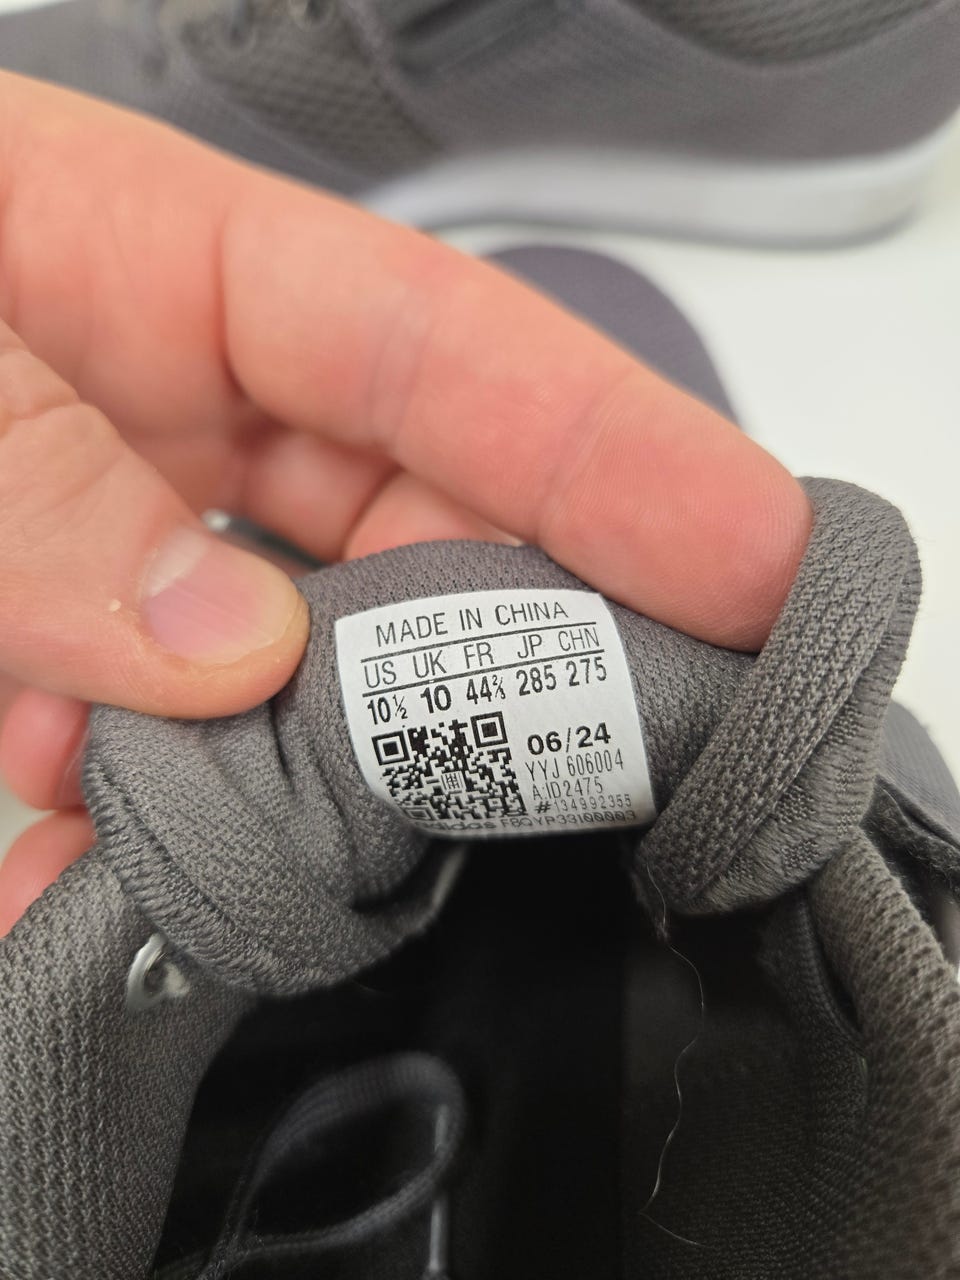 MADE IN CHINA
US UK FR JP CHN
10½ 10 44⅔ 285 275
06/24
YYJ 606004
A:ID2475
#134992355
adidas